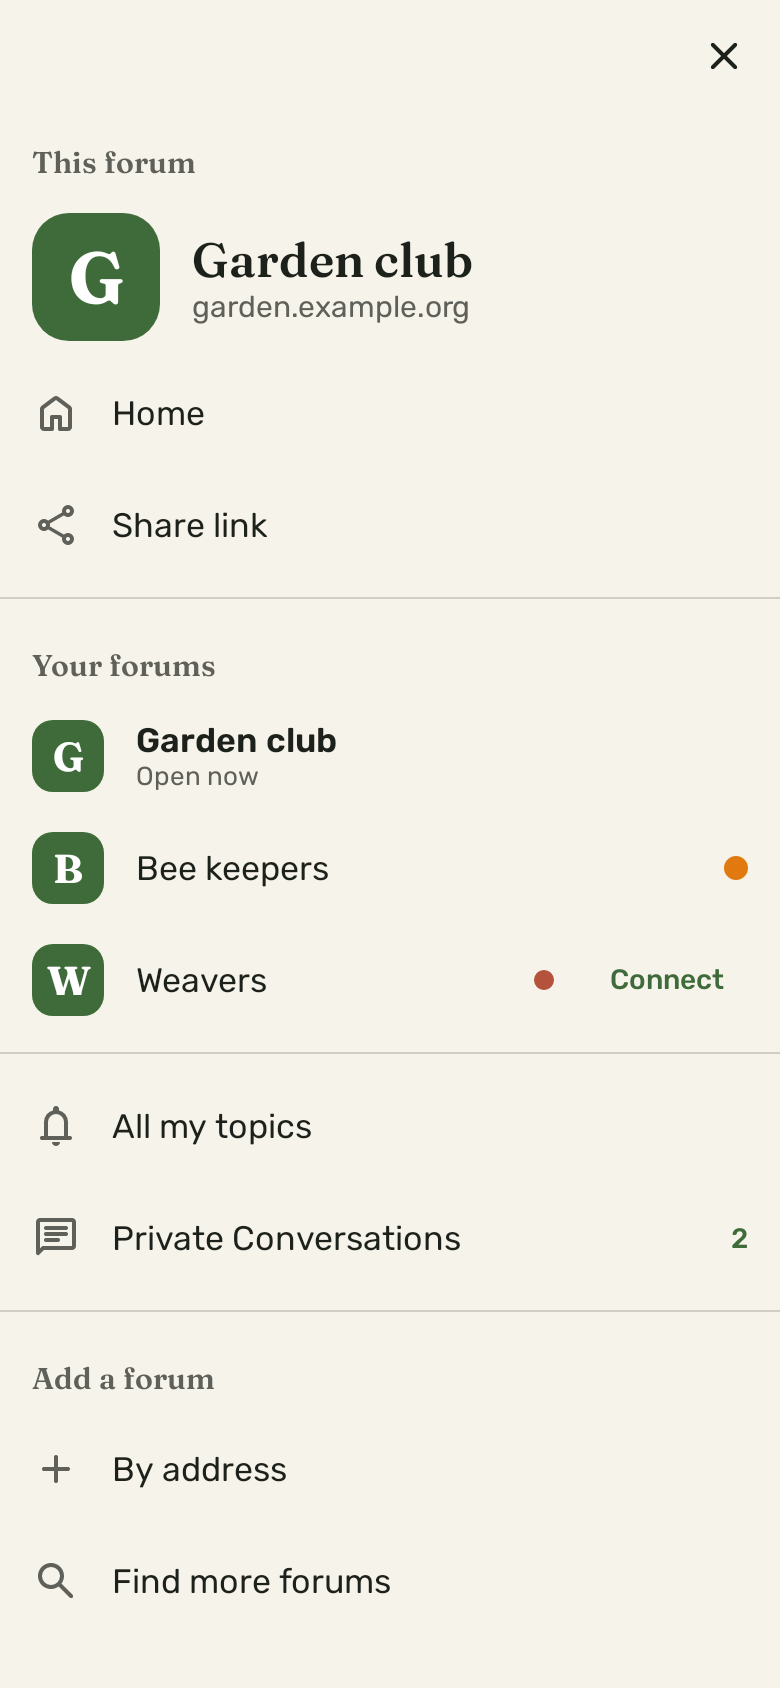 This forum
G
Garden club
garden.example.org
Home
Share link
Your forums
G
Garden club
Open now
B
Bee keepers
W
Weavers
Connect
All my topics
Private Conversations
2
Add a forum
By address
Find more forums